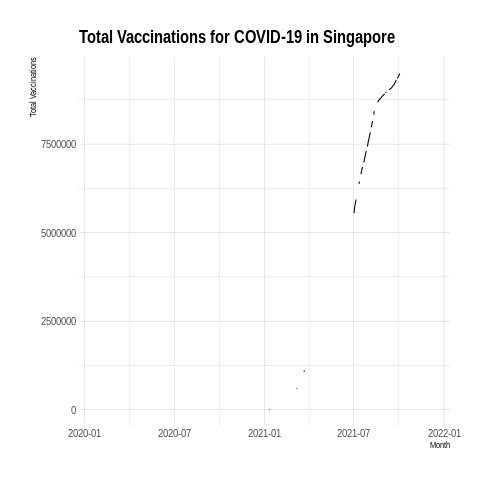 Total Vaccinations for COVID-19 in Singapore
Total Vaccinations
7500000
5000000
2500000
0
2020-01 2020-07 2021-01 2021-07 2022-01
Month